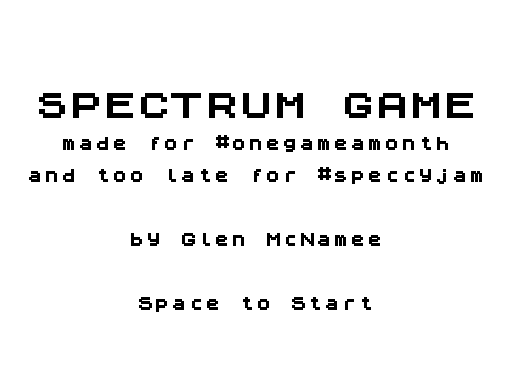 SPECTRUM GAME
made for #onegameamonth
and too late for #speccyjam
by Glen McNamee
Space to Start